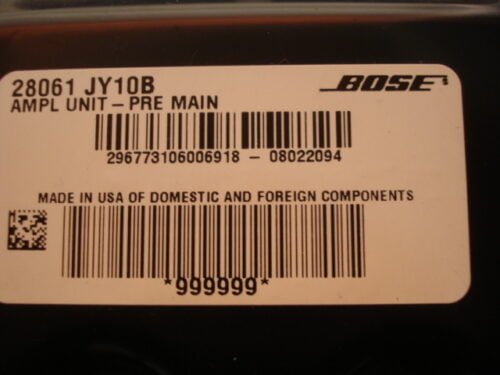 28061 JY10B
BOSE
AMPL UNIT - PRE MAIN
296773106006918 - 08022094
MADE IN USA OF DOMESTIC AND FOREIGN COMPONENTS
*999999*